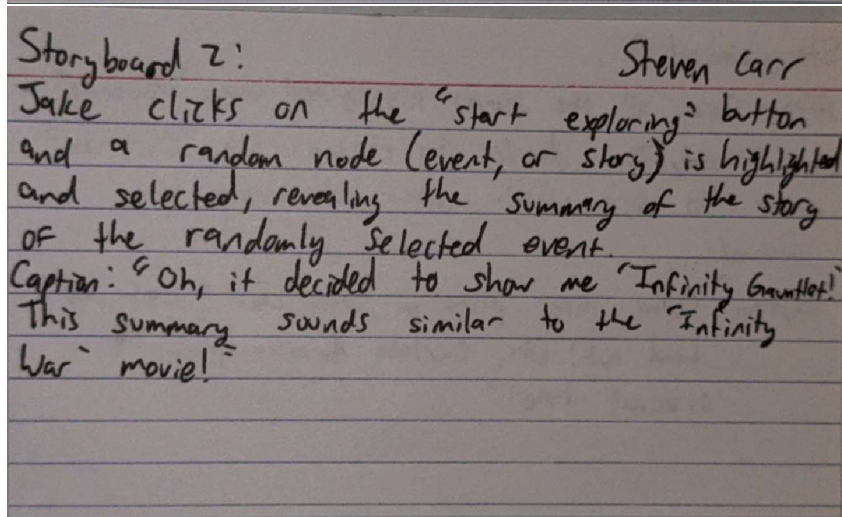 Storyboard 2: Steven Carr
Jake clicks on the "start exploring" button
and a random node (event, or story) is highlighted
and selected, revealing the summary of the story
of the randomly selected event.
Caption: "Oh, it decided to show me "Infinity Gauntlet!"
This summary sounds similar to the "Infinity
War" movie!"